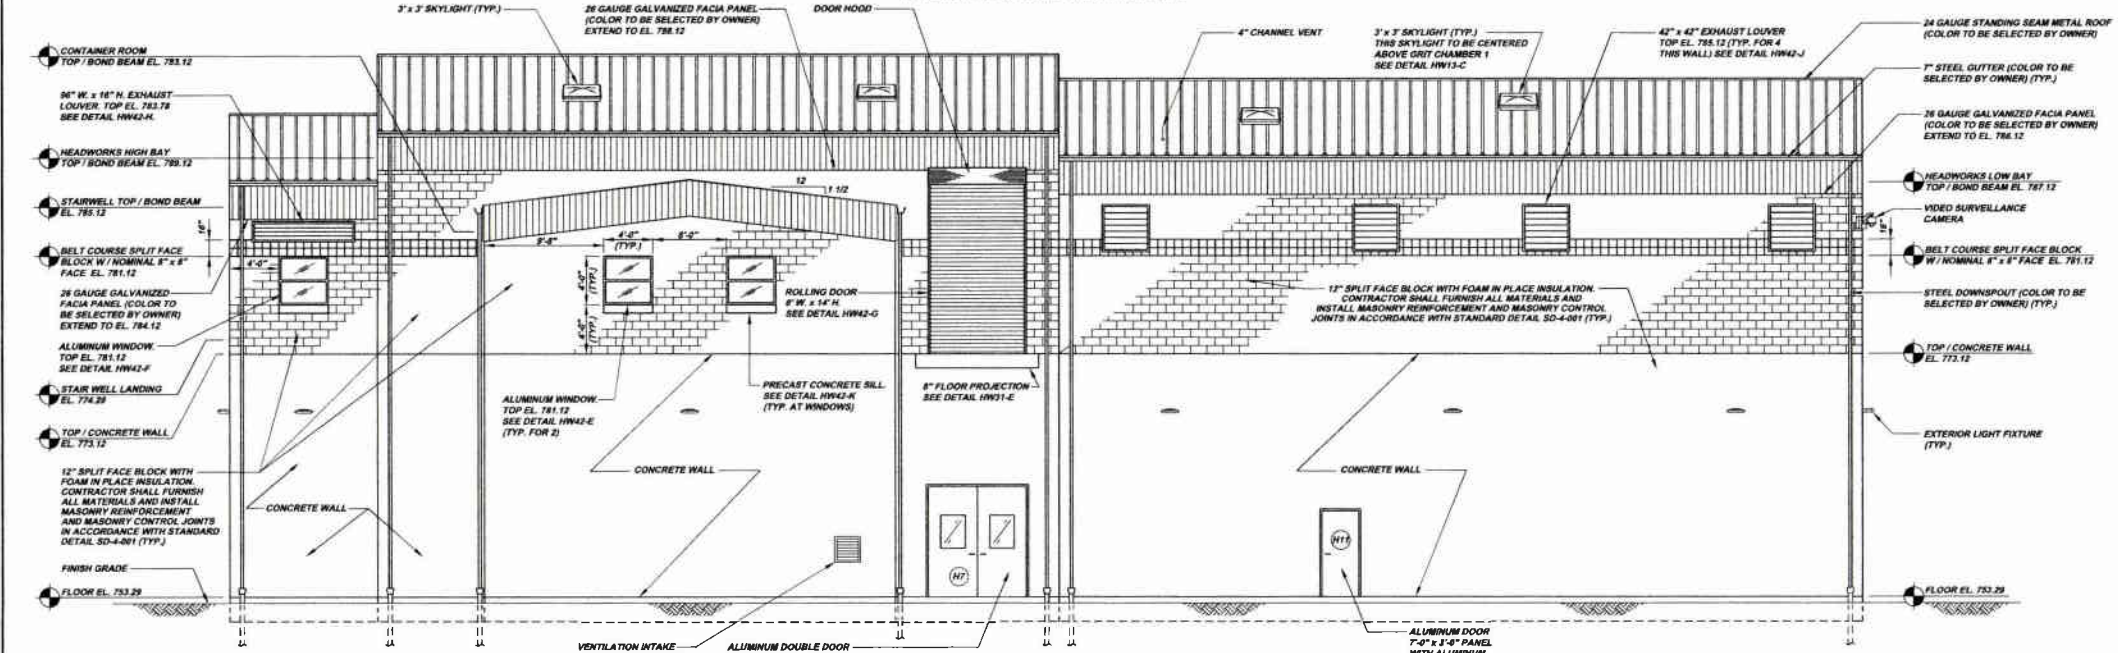 3' x 3' SKYLIGHT (TYP.)
26 GAUGE GALVANIZED FACIA PANEL
(COLOR TO BE SELECTED BY OWNER)
EXTEND TO EL. 788.12
DOOR HOOD
4" CHANNEL VENT
3' x 3' SKYLIGHT (TYP.)
THIS SKYLIGHT TO BE CENTERED
ABOVE GRIT CHAMBER 1
SEE DETAIL HW13-C
42" x 42" EXHAUST LOUVER
TOP EL. 785.12 (TYP. FOR 4
THIS WALL) SEE DETAIL HW42-J
24 GAUGE STANDING SEAM METAL ROOF
(COLOR TO BE SELECTED BY OWNER)
7" STEEL GUTTER (COLOR TO BE
SELECTED BY OWNER) (TYP.)
26 GAUGE GALVANIZED FACIA PANEL
(COLOR TO BE SELECTED BY OWNER)
EXTEND TO EL. 786.12
HEADWORKS LOW BAY
TOP / BOND BEAM EL. 787.12
VIDEO SURVEILLANCE
CAMERA
16"
BELT COURSE SPLIT FACE BLOCK
W / NOMINAL 8" x 8" FACE EL. 781.12
STEEL DOWNSPOUT (COLOR TO BE
SELECTED BY OWNER) (TYP.)
TOP / CONCRETE WALL
EL. 773.12
EXTERIOR LIGHT FIXTURE
(TYP.)
FLOOR EL. 753.29
CONTAINER ROOM
TOP / BOND BEAM EL. 783.12
96" W. x 16" H. EXHAUST
LOUVER. TOP EL. 783.78
SEE DETAIL HW42-H.
HEADWORKS HIGH BAY
TOP / BOND BEAM EL. 789.12
STAIRWELL TOP / BOND BEAM
EL. 785.12
16"
BELT COURSE SPLIT FACE
BLOCK W / NOMINAL 8" x 8"
FACE EL. 781.12
4'-0"
26 GAUGE GALVANIZED
FACIA PANEL (COLOR TO
BE SELECTED BY OWNER)
EXTEND TO EL. 784.12
ALUMINUM WINDOW.
TOP EL. 781.12
SEE DETAIL HW42-F
STAIR WELL LANDING
EL. 774.29
TOP / CONCRETE WALL
EL. 773.12
12" SPLIT FACE BLOCK WITH
FOAM IN PLACE INSULATION.
CONTRACTOR SHALL FURNISH
ALL MATERIALS AND INSTALL
MASONRY REINFORCEMENT
AND MASONRY CONTROL JOINTS
IN ACCORDANCE WITH STANDARD
DETAIL SD-4-001 (TYP.)
CONCRETE WALL
FINISH GRADE
FLOOR EL. 753.29
12
1 1/2
4'-0"
(TYP.)
4'-0"
(TYP.)
(TYP.)
ROLLING DOOR
8' W. x 14' H.
SEE DETAIL HW42-G
12" SPLIT FACE BLOCK WITH FOAM IN PLACE INSULATION.
CONTRACTOR SHALL FURNISH ALL MATERIALS AND
INSTALL MASONRY REINFORCEMENT AND MASONRY CONTROL
JOINTS IN ACCORDANCE WITH STANDARD DETAIL SD-4-001 (TYP.)
ALUMINUM WINDOW.
TOP EL. 781.12
SEE DETAIL HW42-E
(TYP. FOR 2)
PRECAST CONCRETE SILL.
SEE DETAIL HW42-K
(TYP. AT WINDOWS)
8" FLOOR PROJECTION
SEE DETAIL HW31-E
CONCRETE WALL
CONCRETE WALL
H7
H11
VENTILATION INTAKE
ALUMINUM DOUBLE DOOR
ALUMINUM DOOR
7'-0" x 3'-0" PANEL
WITH ALUMINUM